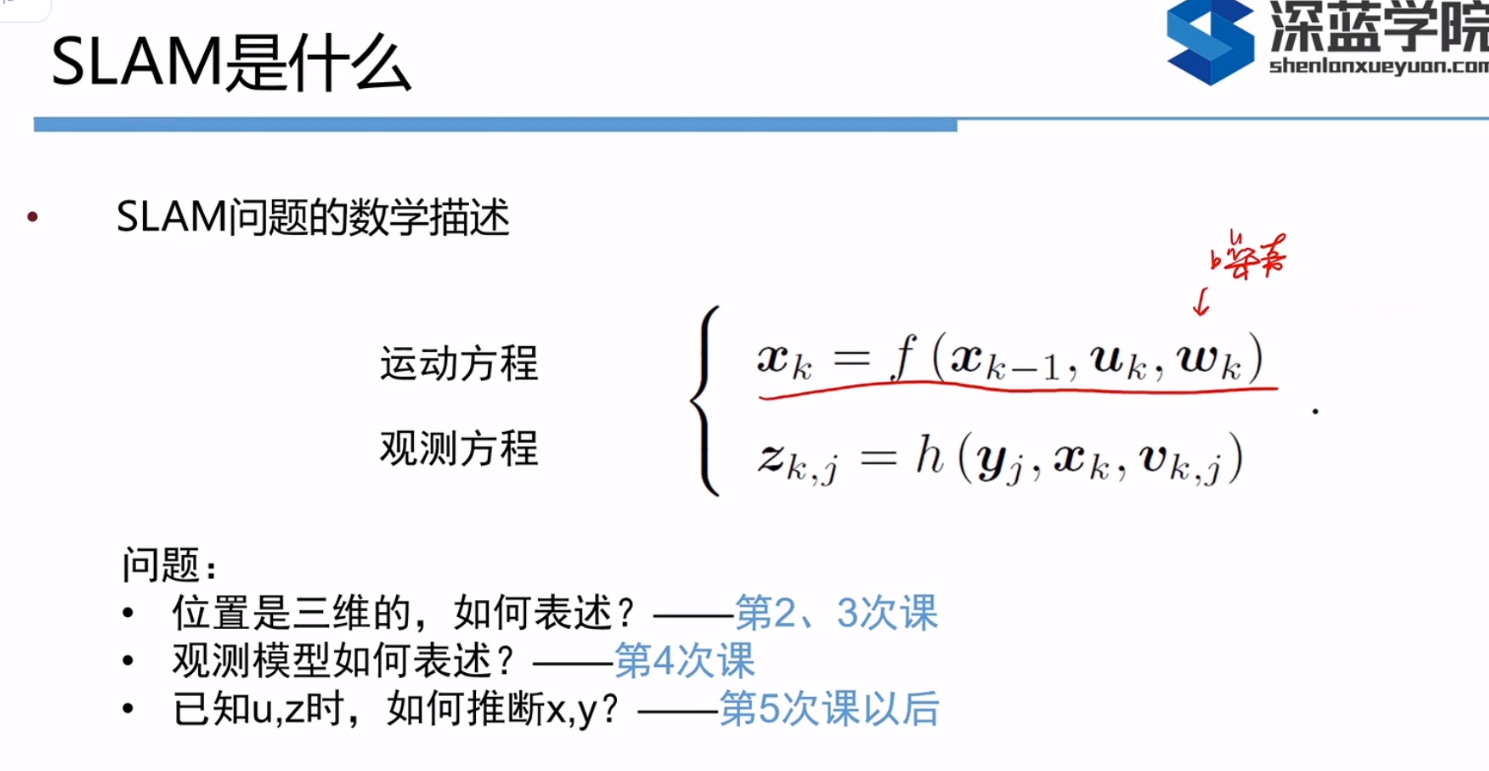 SLAM是什么
深蓝学院
shenlanxueyuan.com
• SLAM问题的数学描述
噪声
运动方程 x_k = f (x_{k-1}, u_k, w_k)
观测方程 z_{k,j} = h (y_j, x_k, v_{k,j}) .
问题：
• 位置是三维的，如何表述？——第2、3次课
• 观测模型如何表述？——第4次课
• 已知u,z时，如何推断x,y？——第5次课以后